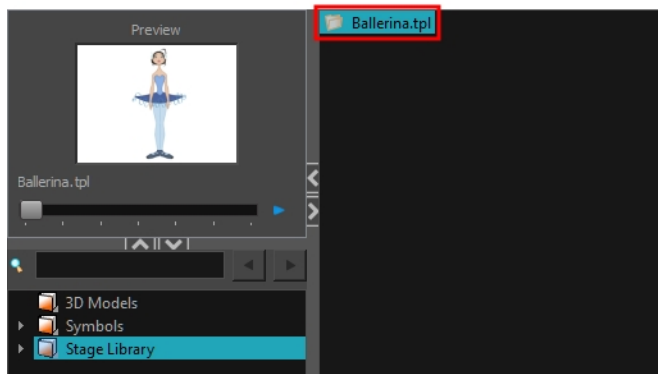 Preview
Ballerina.tpl
Ballerina.tpl
3D Models
Symbols
Stage Library